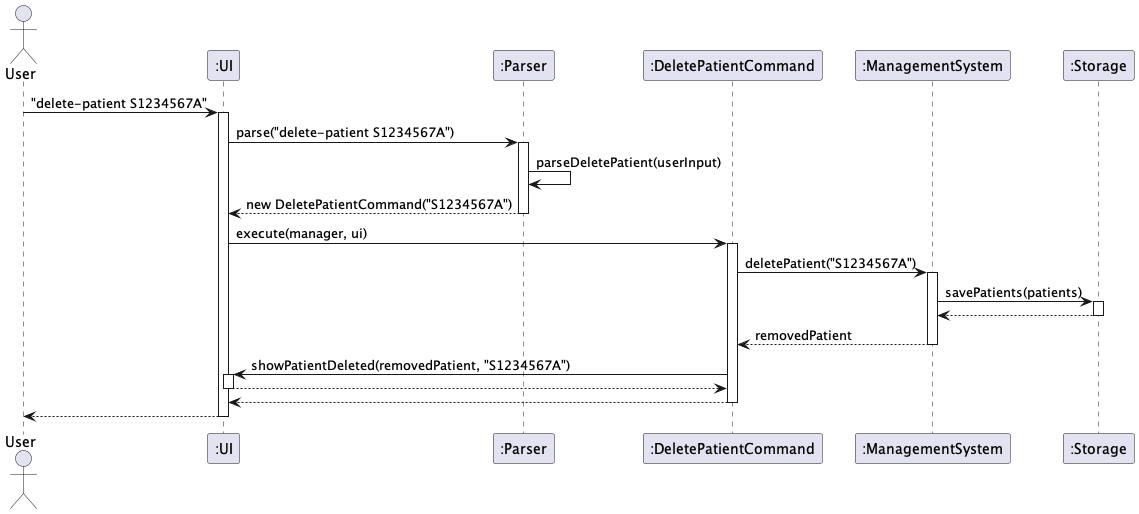 User
:UI
:Parser
:DeletePatientCommand
:ManagementSystem
:Storage
"delete-patient S1234567A"
parse("delete-patient S1234567A")
parseDeletePatient(userInput)
new DeletePatientCommand("S1234567A")
execute(manager, ui)
deletePatient("S1234567A")
savePatients(patients)
removedPatient
showPatientDeleted(removedPatient, "S1234567A")
User
:UI
:Parser
:DeletePatientCommand
:ManagementSystem
:Storage